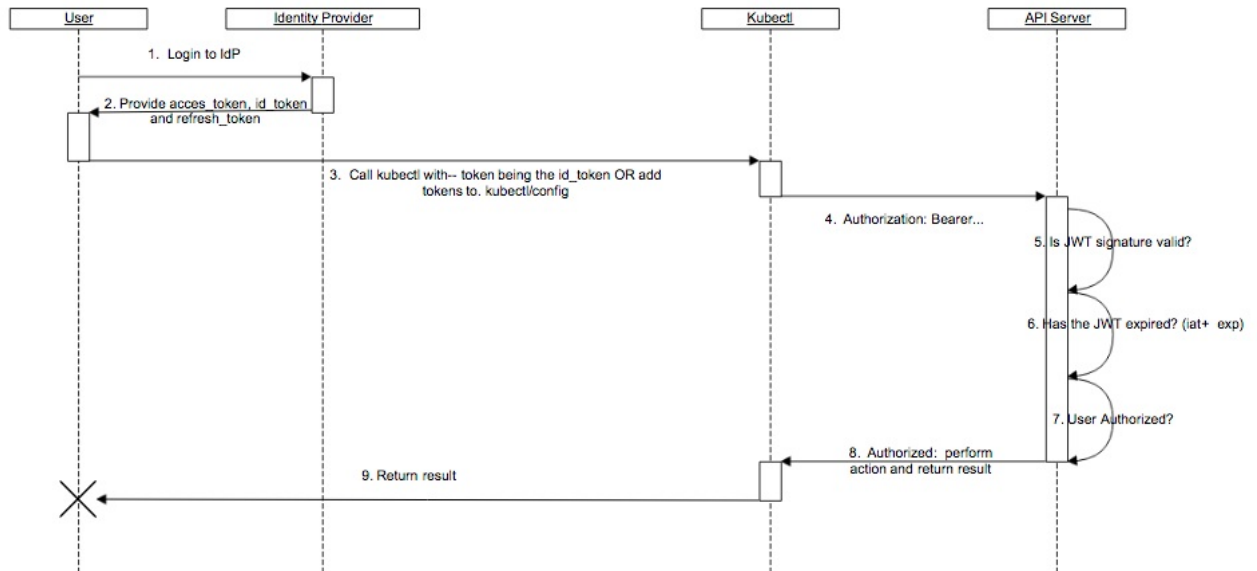 User
Identity Provider
Kubectl
API Server
1. Login to IdP
2. Provide acces_token, id_token
and refresh_token
3. Call kubectl with-- token being the id_token OR add
tokens to. kubectl/config
4. Authorization: Bearer...
5. Is JWT signature valid?
6. Has the JWT expired? (iat+ exp)
7. User Authorized?
8. Authorized: perform
action and return result
9. Return result